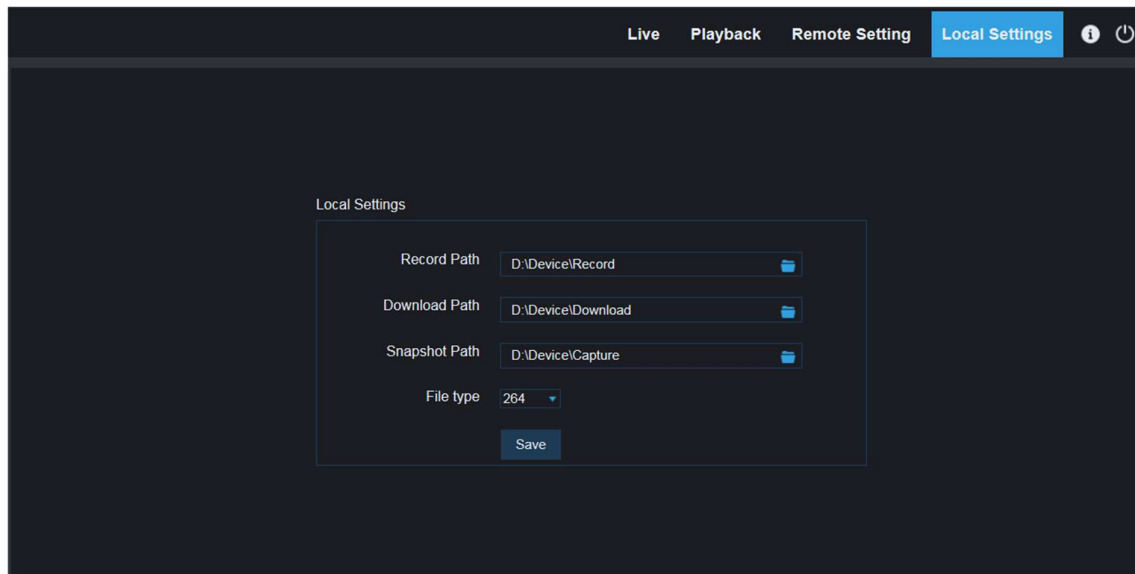 Live Playback Remote Setting Local Settings
Local Settings
Record Path D:\Device\Record
Download Path D:\Device\Download
Snapshot Path D:\Device\Capture
File type 264
Save